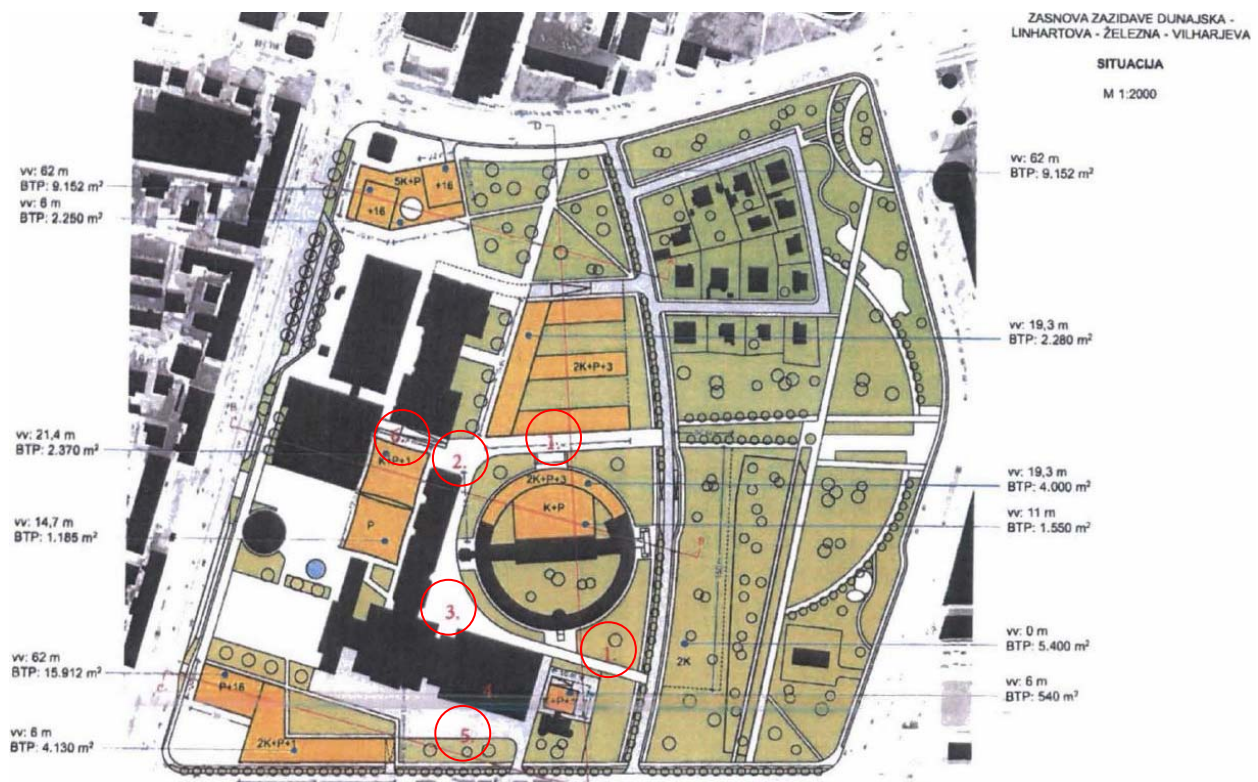 ZASNOVA ZAZIDAVE DUNAJSKA -
LINHARTOVA - ŽELEZNA - VILHARJEVA
SITUACIJA
M 1:2000
vv: 62 m
BTP: 9.152 m²
vv: 6 m
BTP: 2.250 m²
vv: 62 m
BTP: 9.152 m²
5K+P
+16
+16
D
vv: 19,3 m
BTP: 2.280 m²
2K+P+3
vv: 21,4 m
BTP: 2.370 m²
6.
1.
2.
K+P+1
2K+P+3
vv: 19,3 m
BTP: 4.000 m²
K+P
vv: 11 m
BTP: 1.550 m²
vv: 14,7 m
BTP: 1.185 m²
P
3.
1.
vv: 0 m
BTP: 5.400 m²
2K
vv: 62 m
BTP: 15.912 m²
P+16
4
vv: 6 m
BTP: 540 m²
5.
vv: 6 m
BTP: 4.130 m²
2K+P+1